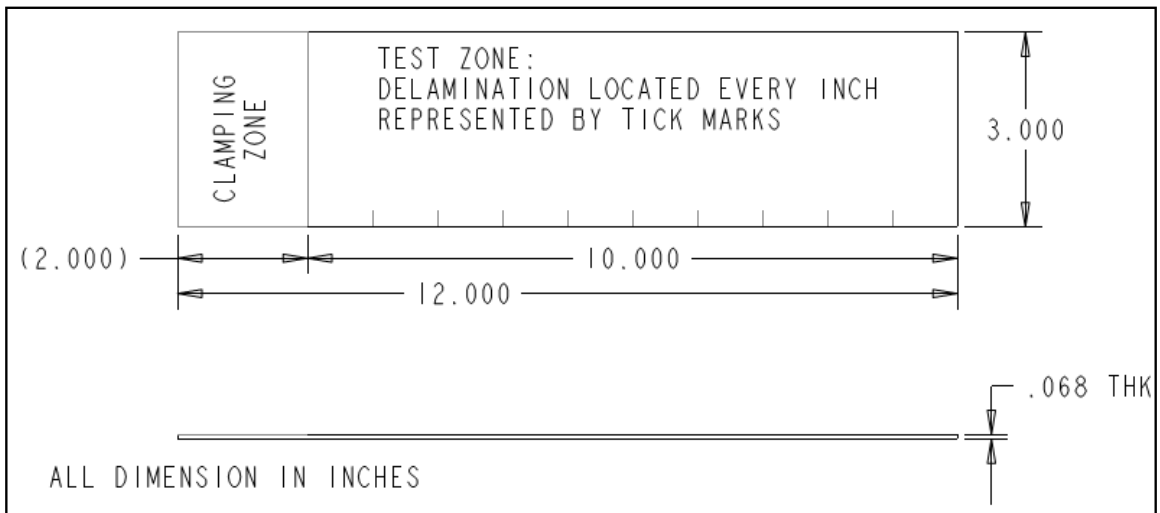 CLAMPING
ZONE
TEST ZONE:
DELAMINATION LOCATED EVERY INCH
REPRESENTED BY TICK MARKS
3.000
(2.000)
10.000
12.000
.068 THK
ALL DIMENSION IN INCHES